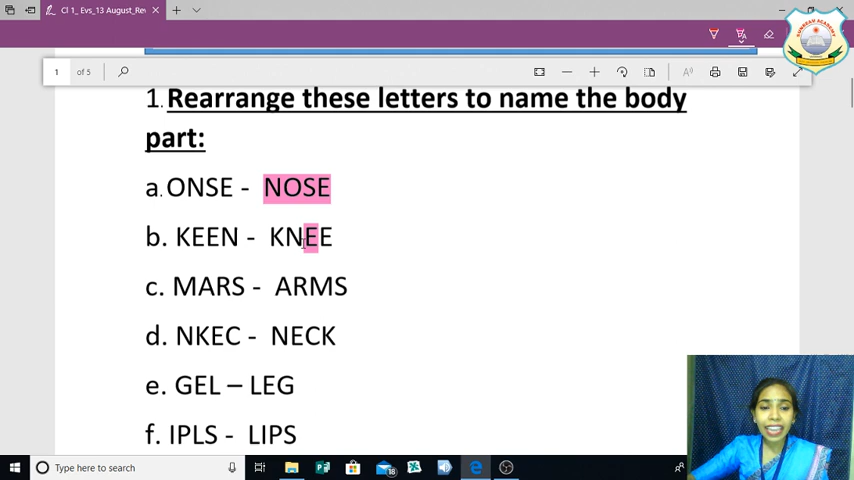 Cl 1_ Evs_13 August_Re
1 of 5
1. Rearrange these letters to name the body
part:
a. ONSE - NOSE
b. KEEN - KNEE
c. MARS - ARMS
d. NKEC - NECK
e. GEL – LEG
f. IPLS - LIPS
Type here to search
18